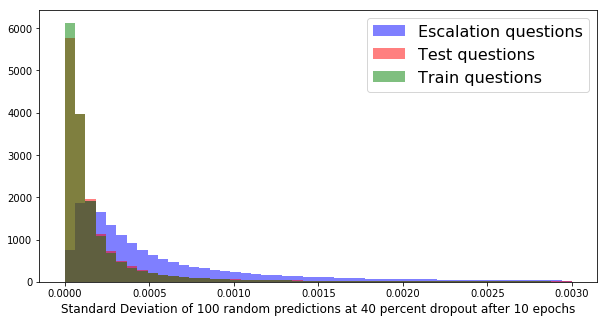 Escalation questions
Test questions
Train questions
6000
5000
4000
3000
2000
1000
0
0.0000 0.0005 0.0010 0.0015 0.0020 0.0025 0.0030
Standard Deviation of 100 random predictions at 40 percent dropout after 10 epochs